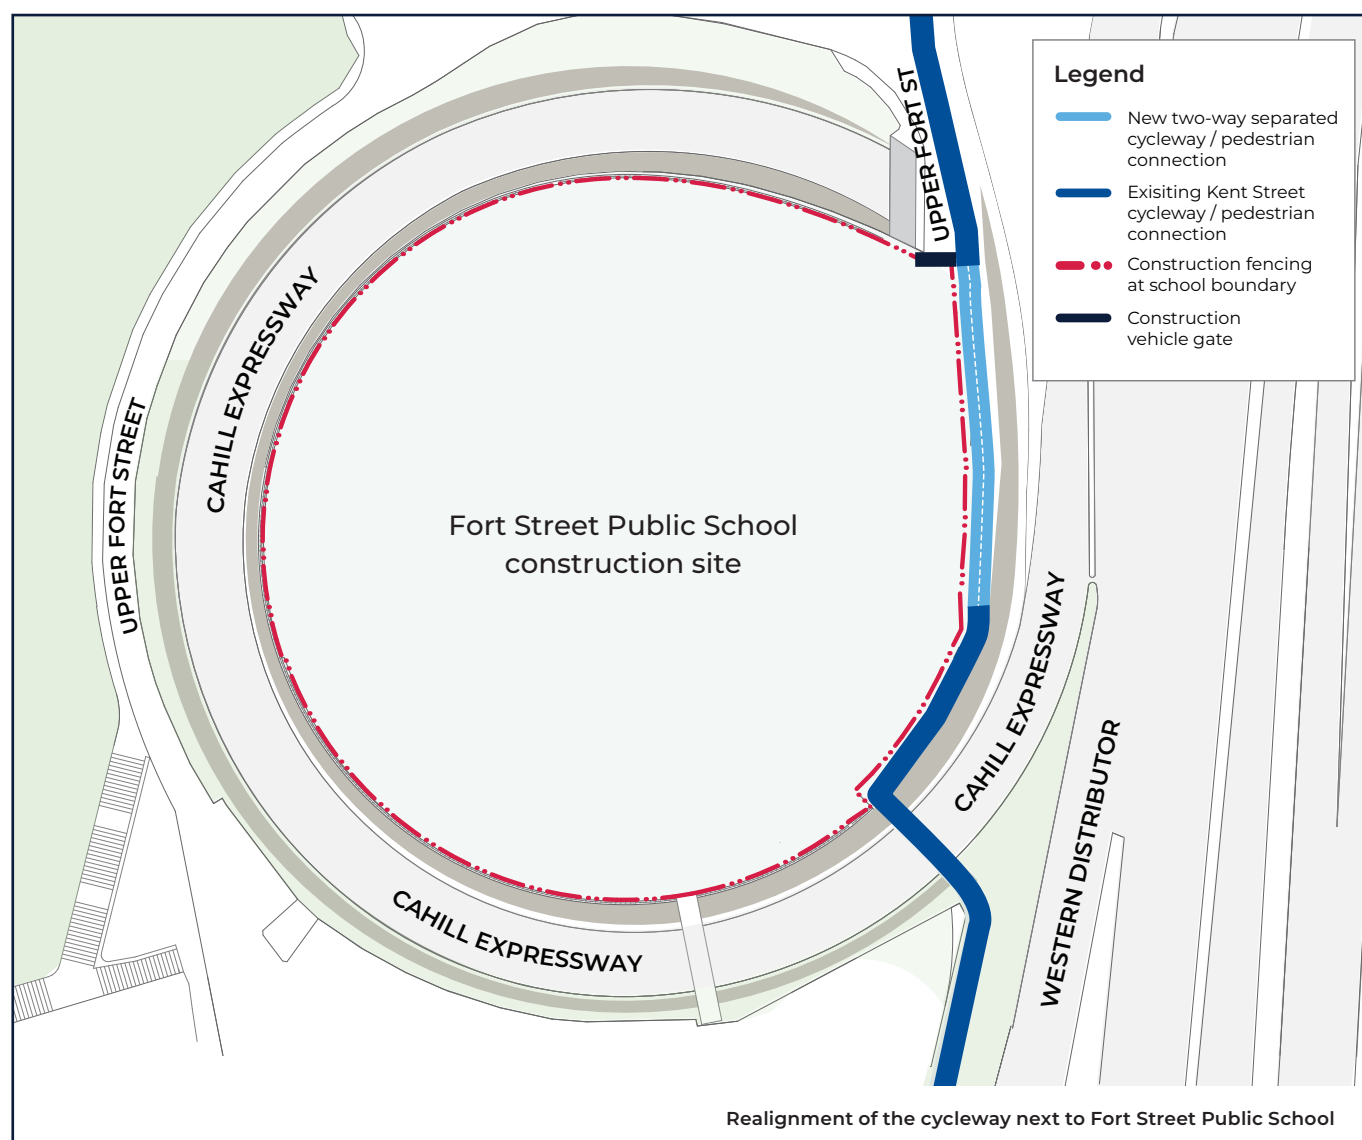 Legend
New two-way separated
cycleway / pedestrian
connection
Exisiting Kent Street
cycleway / pedestrian
connection
Construction fencing
at school boundary
Construction
vehicle gate
UPPER FORT ST
CAHILL EXPRESSWAY
UPPER FORT STREET
Fort Street Public School
construction site
CAHILL EXPRESSWAY
WESTERN DISTRIBUTOR
CAHILL EXPRESSWAY
Realignment of the cycleway next to Fort Street Public School